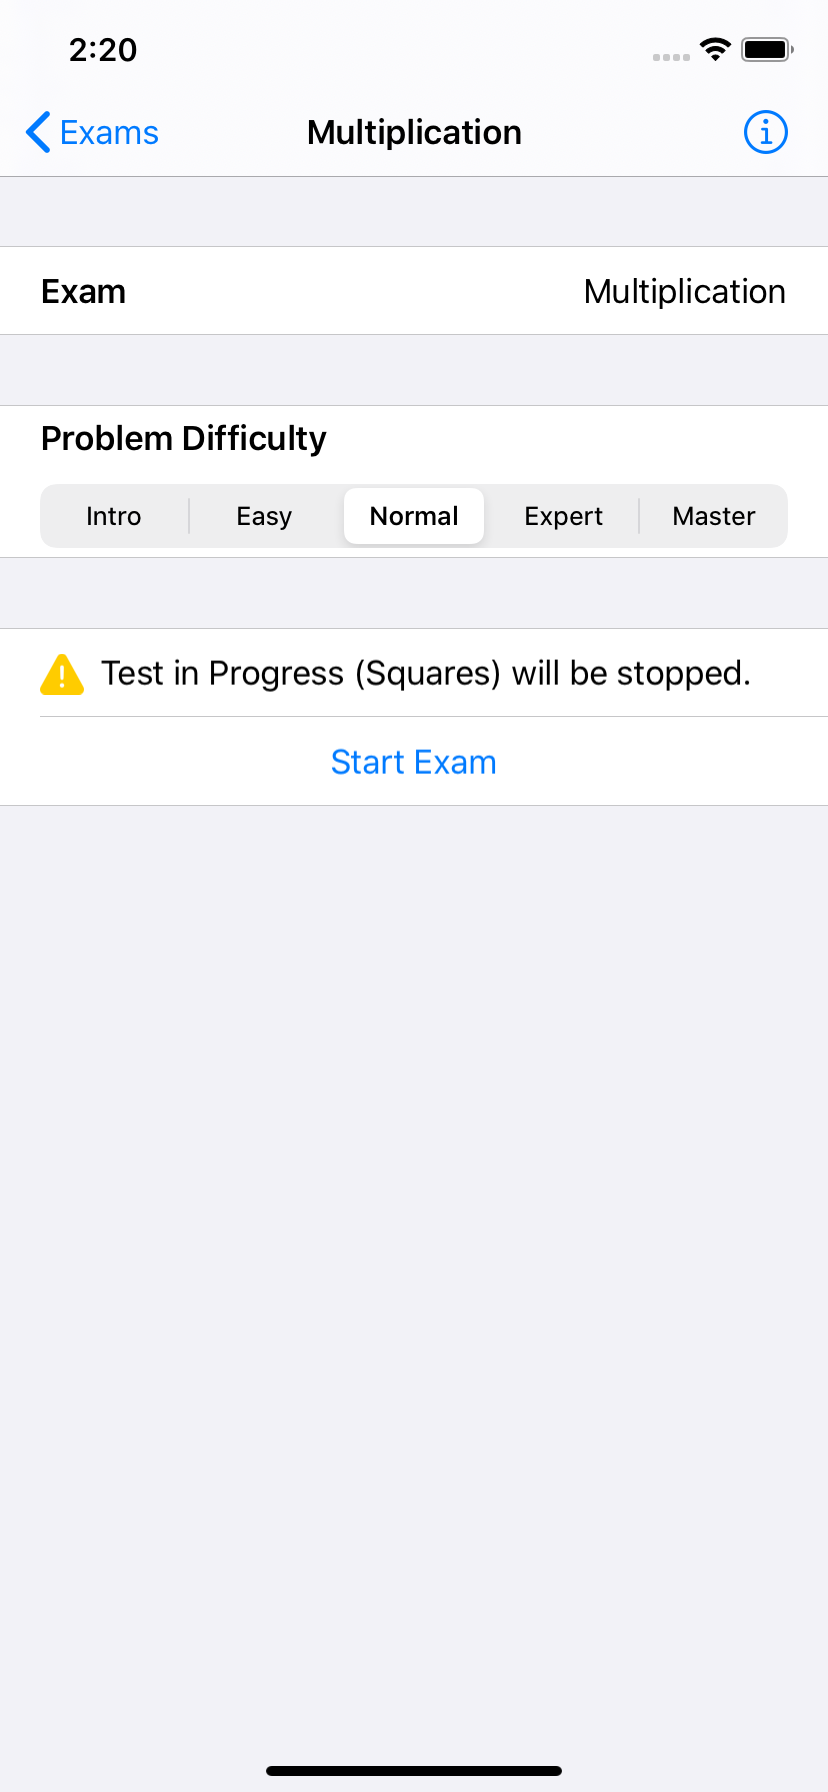 2:20
Exams
Multiplication
Exam
Multiplication
Problem Difficulty
Intro
Easy
Normal
Expert
Master
Test in Progress (Squares) will be stopped.
Start Exam